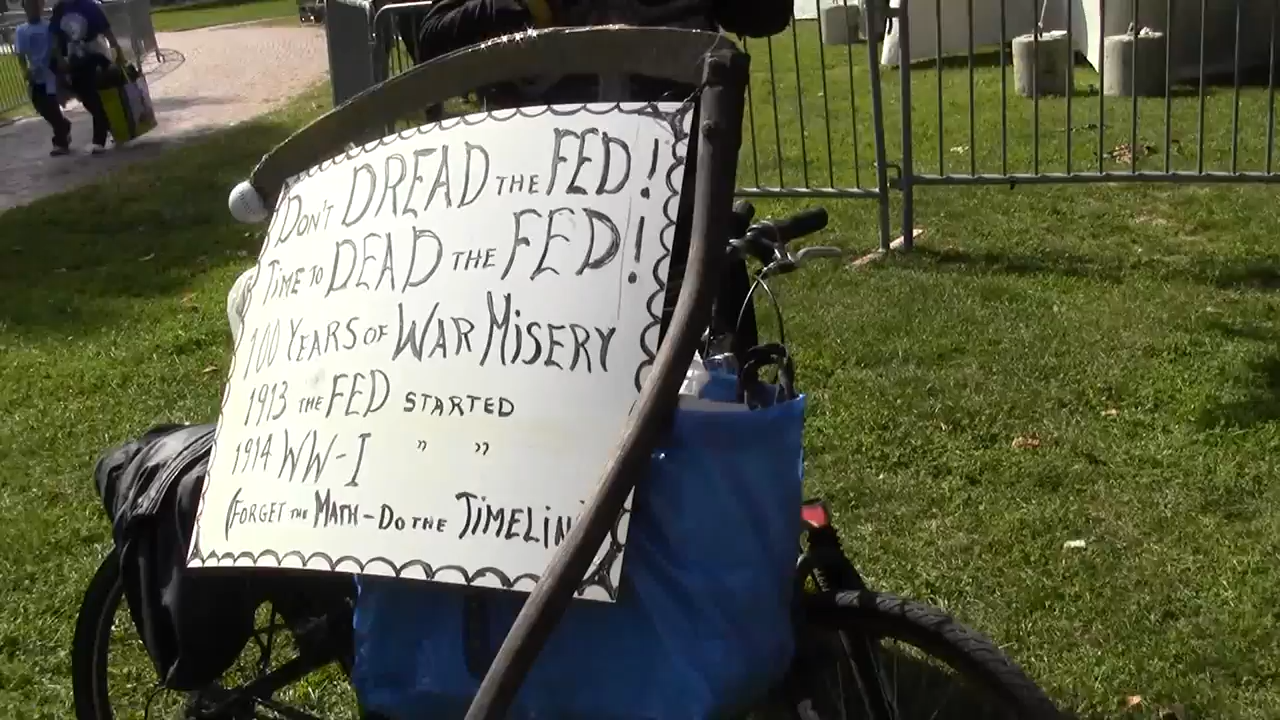 DON'T DREAD THE FED!
TIME TO DEAD THE FED!
100 YEARS OF WAR MISERY
1913 THE FED STARTED
1914 WW-I " "
(FORGET THE MATH - DO THE